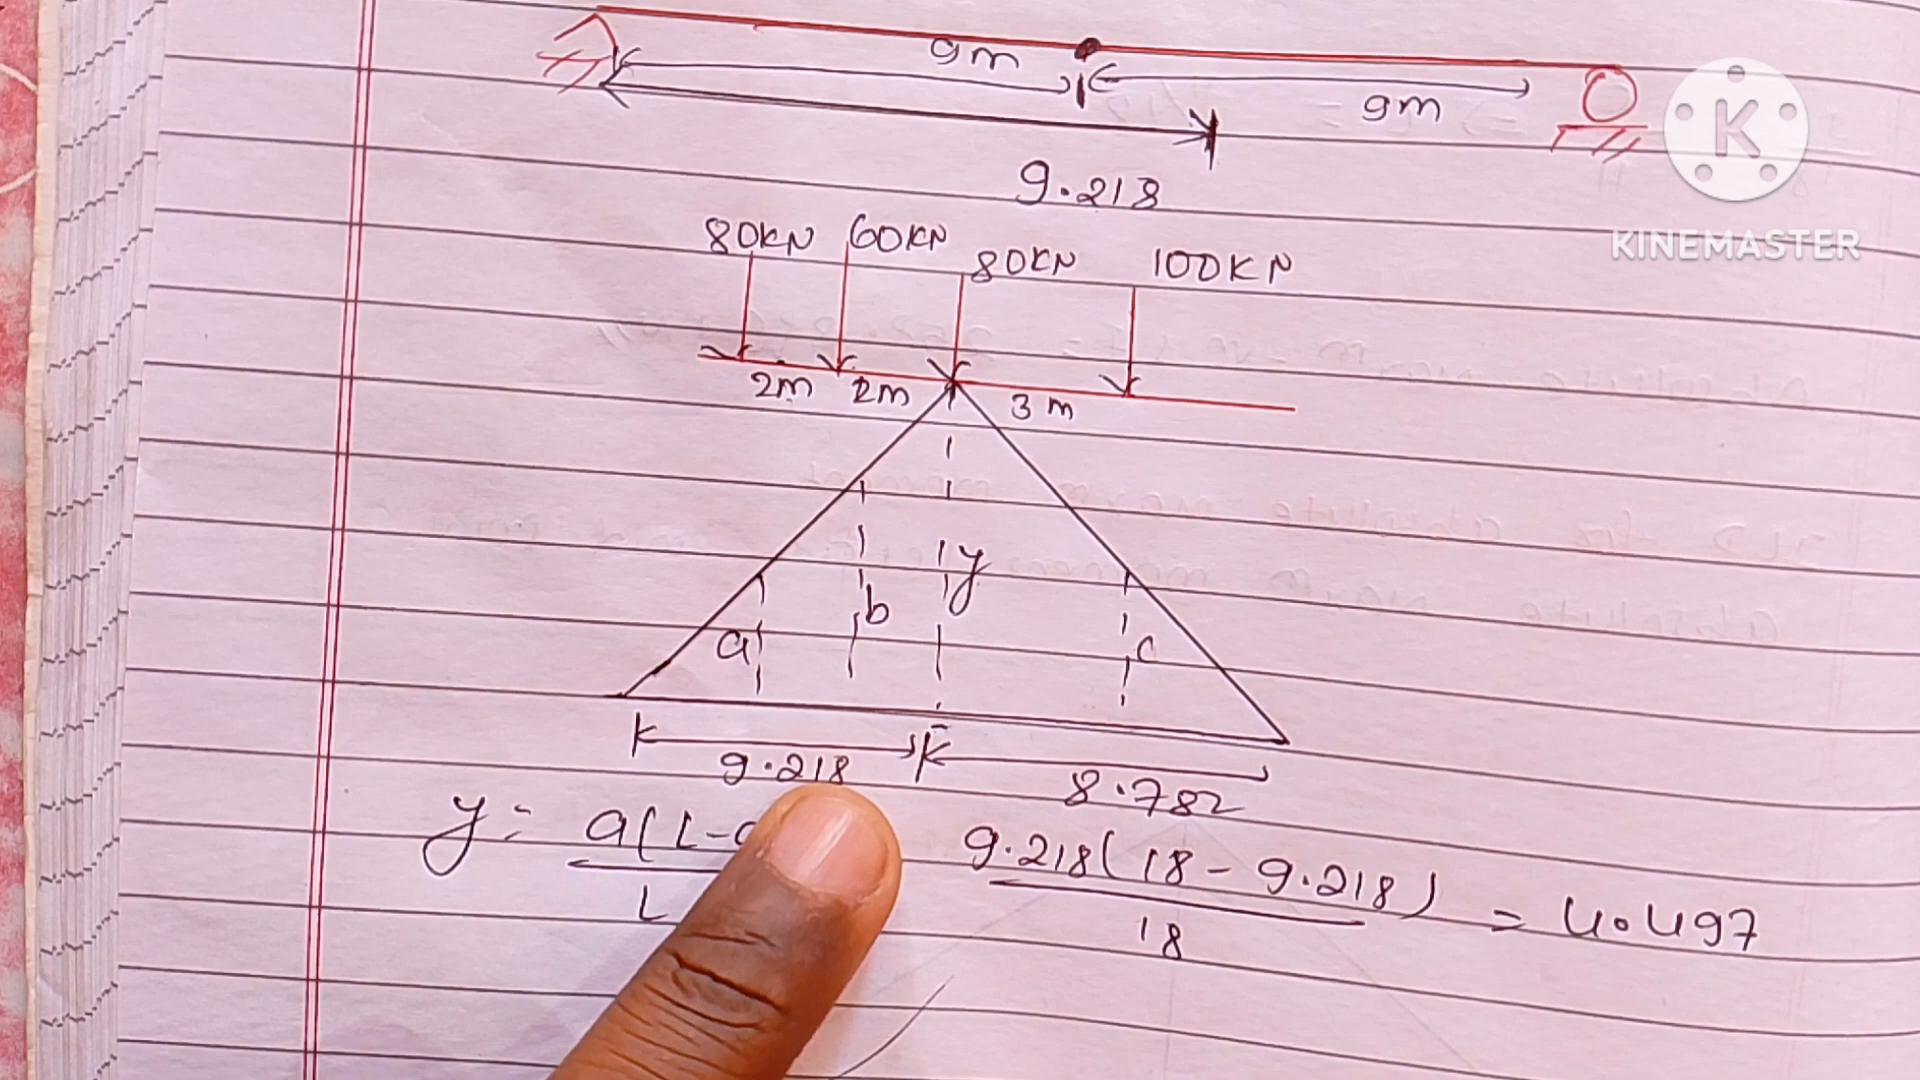 9m
9m
9.218
80KN 60KN 80KN 100KN
2m 2m 3m
y
b
a
c
9.218
8.782
y = a(L- 9.218(18-9.218) = 4.497
L 18
K
KINEMASTER